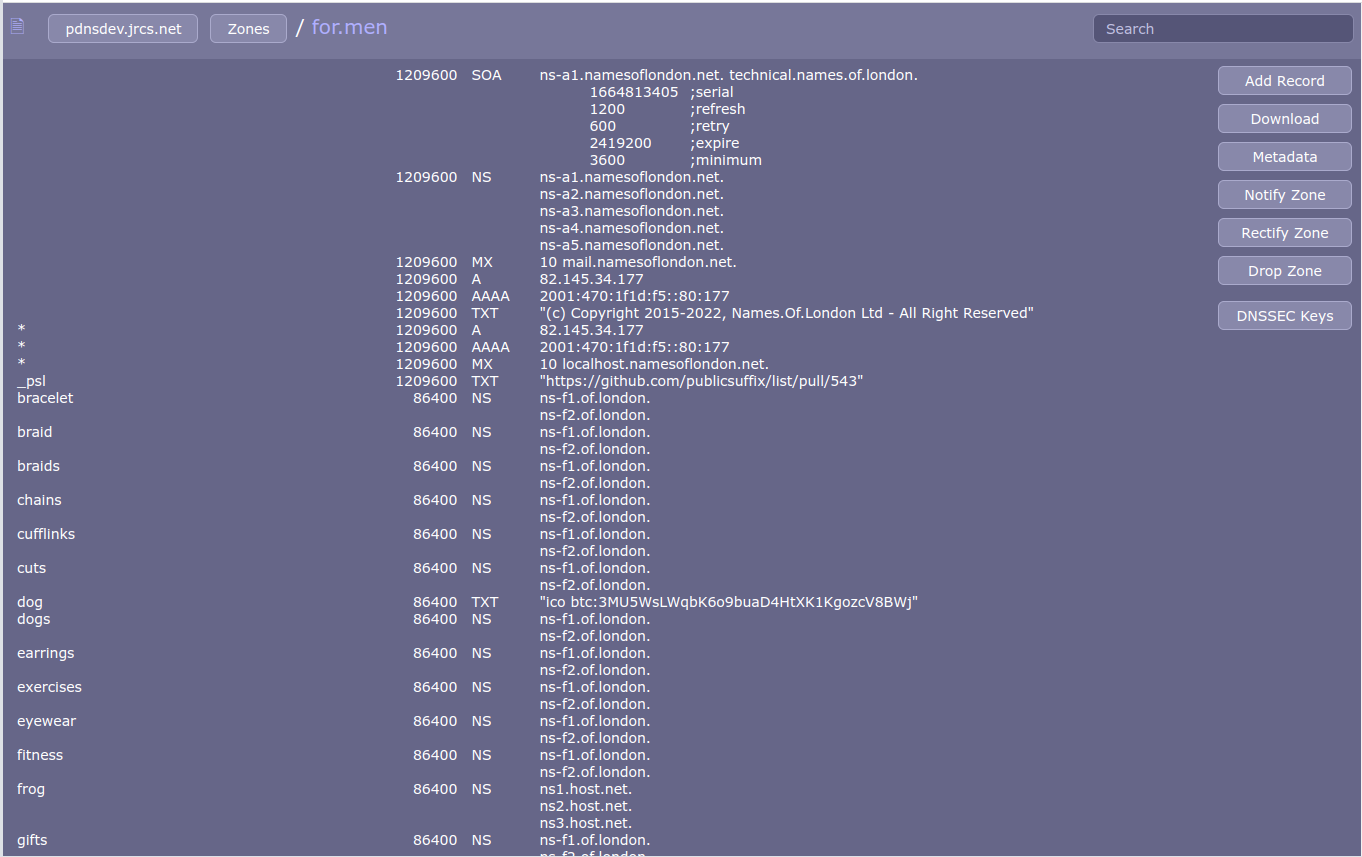 pdnsdev.jrcs.net Zones / for.men Search
1209600 SOA ns-a1.namesoflondon.net. technical.names.of.london.
1664813405 ;serial
1200 ;refresh
600 ;retry
2419200 ;expire
3600 ;minimum
1209600 NS ns-a1.namesoflondon.net.
ns-a2.namesoflondon.net.
ns-a3.namesoflondon.net.
ns-a4.namesoflondon.net.
ns-a5.namesoflondon.net.
1209600 MX 10 mail.namesoflondon.net.
1209600 A 82.145.34.177
1209600 AAAA 2001:470:1f1d:f5::80:177
1209600 TXT "(c) Copyright 2015-2022, Names.Of.London Ltd - All Right Reserved"
* 1209600 A 82.145.34.177
* 1209600 AAAA 2001:470:1f1d:f5::80:177
* 1209600 MX 10 localhost.namesoflondon.net.
_psl 1209600 TXT "https://github.com/publicsuffix/list/pull/543"
bracelet 86400 NS ns-f1.of.london.
ns-f2.of.london.
braid 86400 NS ns-f1.of.london.
ns-f2.of.london.
braids 86400 NS ns-f1.of.london.
ns-f2.of.london.
chains 86400 NS ns-f1.of.london.
ns-f2.of.london.
cufflinks 86400 NS ns-f1.of.london.
ns-f2.of.london.
cuts 86400 NS ns-f1.of.london.
ns-f2.of.london.
dog 86400 TXT "ico btc:3MU5WsLWqbK6o9buaD4HtXK1KgozcV8BWj"
dogs 86400 NS ns-f1.of.london.
ns-f2.of.london.
earrings 86400 NS ns-f1.of.london.
ns-f2.of.london.
exercises 86400 NS ns-f1.of.london.
ns-f2.of.london.
eyewear 86400 NS ns-f1.of.london.
ns-f2.of.london.
fitness 86400 NS ns-f1.of.london.
ns-f2.of.london.
frog 86400 NS ns1.host.net.
ns2.host.net.
ns3.host.net.
gifts 86400 NS ns-f1.of.london.
Add Record
Download
Metadata
Notify Zone
Rectify Zone
Drop Zone
DNSSEC Keys